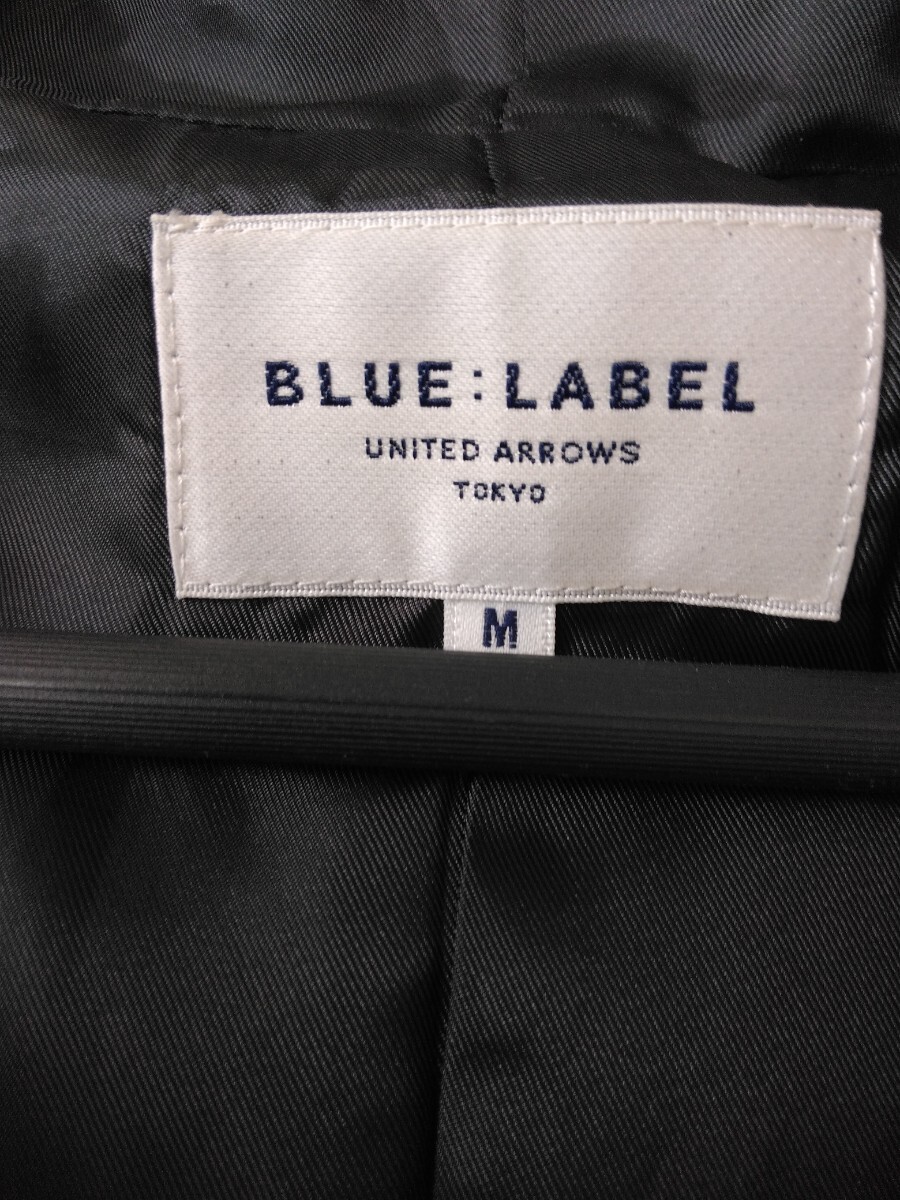 BLUE:LABEL
UNITED ARROWS
TOKYO
M